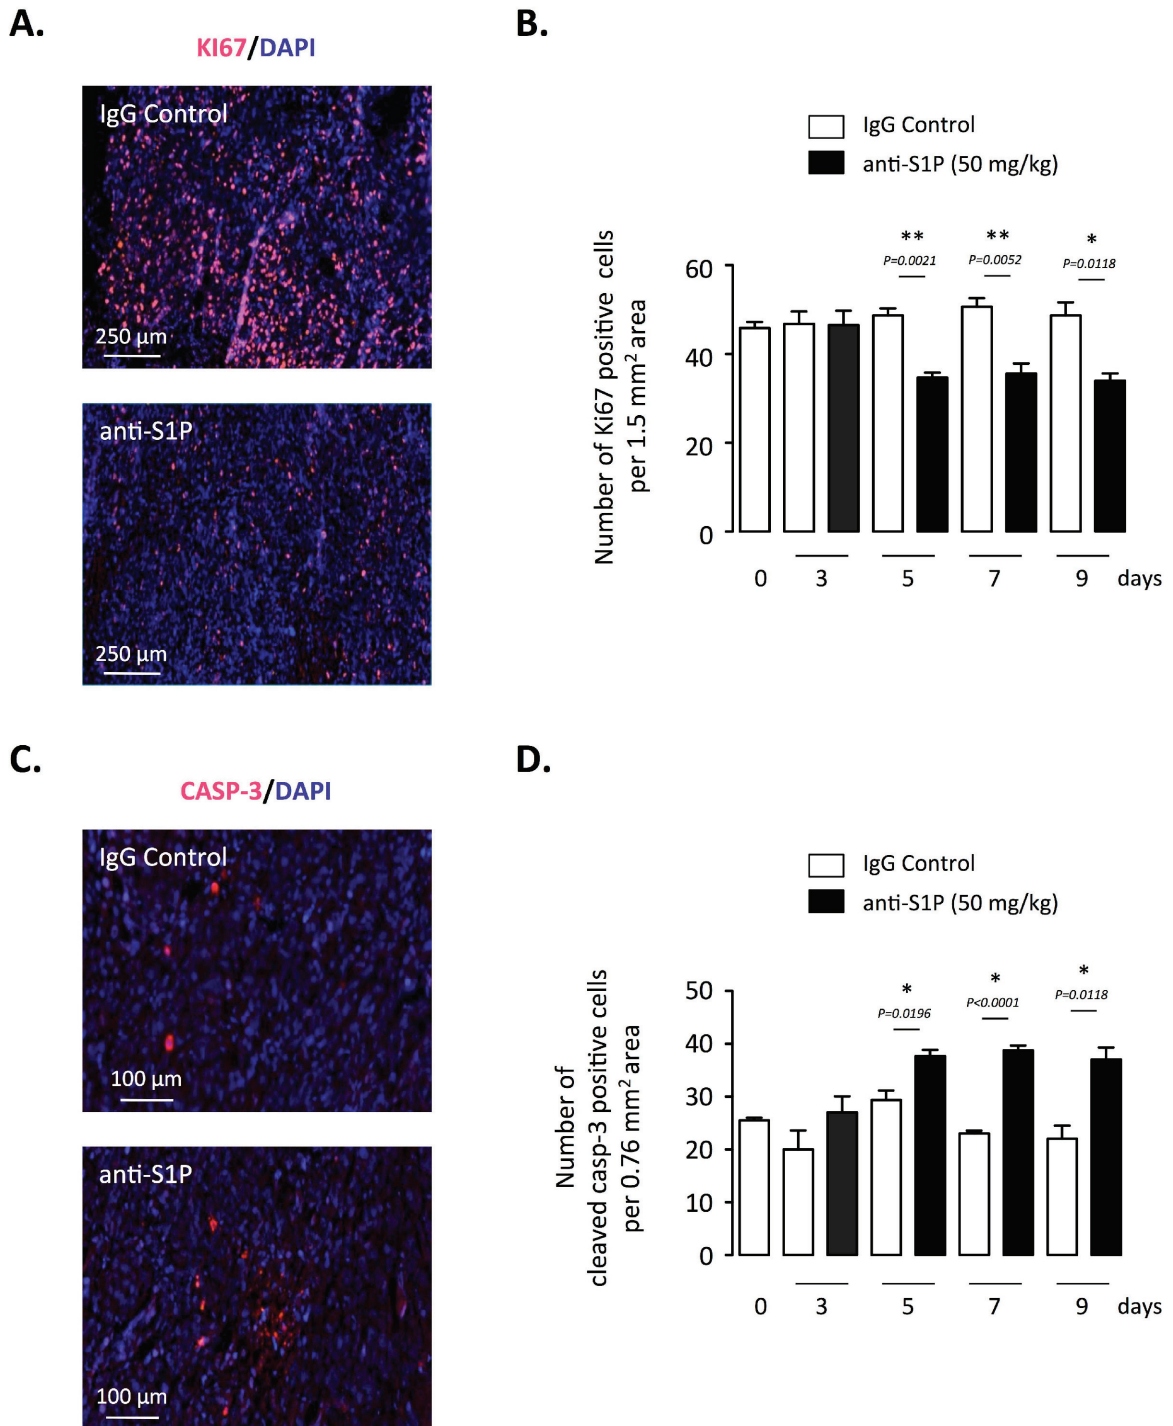 A.
KI67/DAPI
IgG Control
250 µm
anti-S1P
250 µm
B.
IgG Control
anti-S1P (50 mg/kg)
Number of Ki67 positive cells
per 1.5 mm² area
60
40
20
0
**
P=0.0021
**
P=0.0052
*
P=0.0118
0 3 5 7 9 days
C.
CASP-3/DAPI
IgG Control
100 µm
anti-S1P
100 µm
D.
IgG Control
anti-S1P (50 mg/kg)
Number of
cleaved casp-3 positive cells
per 0.76 mm² area
50
40
30
20
10
0
*
P=0.0196
*
P<0.0001
*
P=0.0118
0 3 5 7 9 days